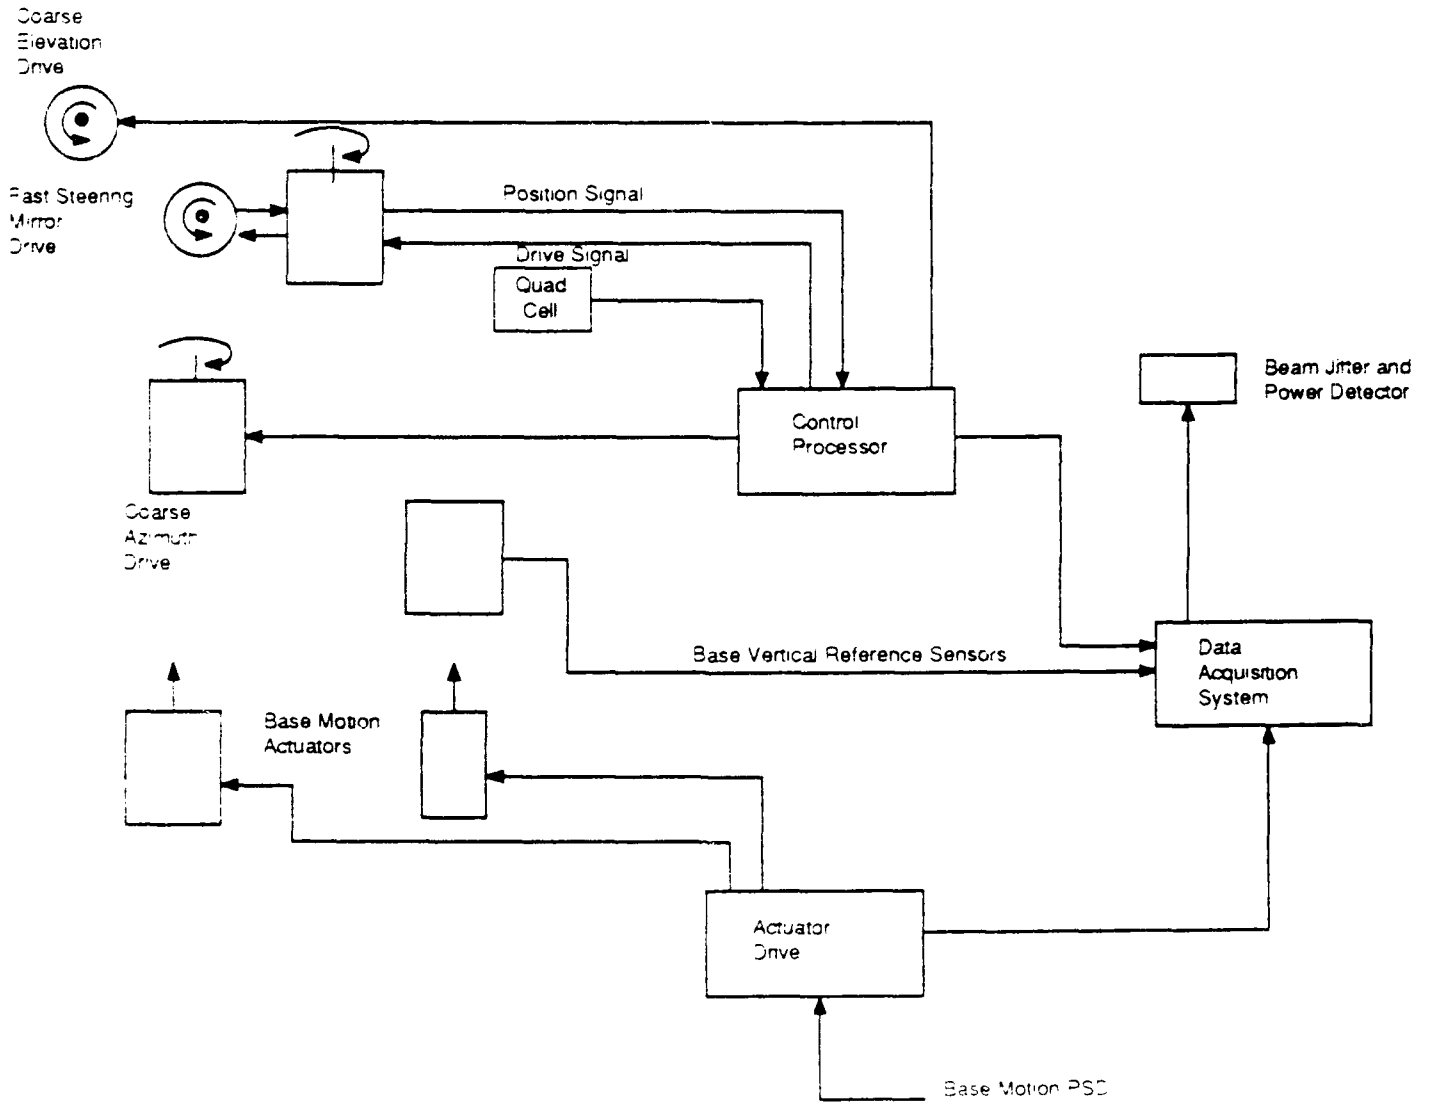 Coarse
Elevation
Drive
Fast Steering
Mirror
Drive
Position Signal
Drive Signal
Quad
Cell
Beam Jitter and
Power Detector
Control
Processor
Coarse
Azimuth
Drive
Base Vertical Reference Sensors
Data
Acquisition
System
Base Motion
Actuators
Actuator
Drive
Base Motion PSD